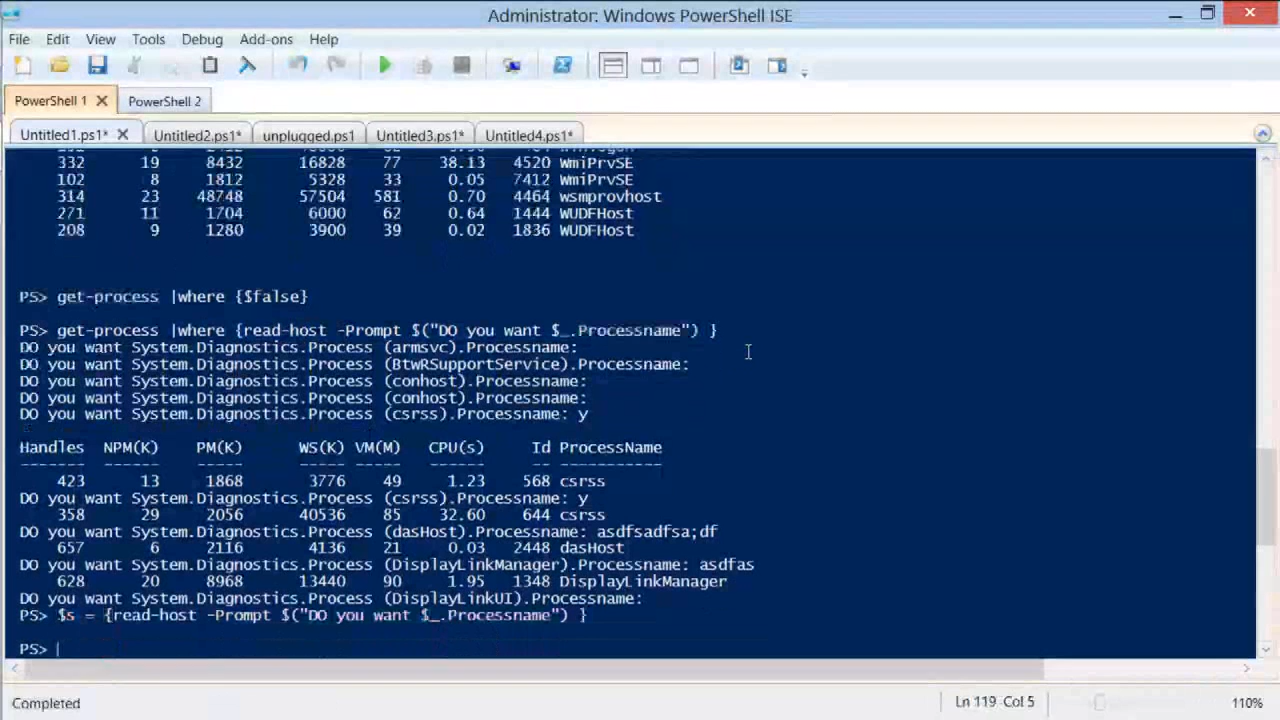 Administrator: Windows PowerShell ISE
File Edit View Tools Debug Add-ons Help
PowerShell 1 PowerShell 2
Untitled1.ps1* Untitled2.ps1* unplugged.ps1 Untitled3.ps1* Untitled4.ps1*
332 19 8432 16828 77 38.13 4520 WmiPrvSE
102 8 1812 5328 33 0.05 7412 WmiPrvSE
314 23 48748 57504 581 0.70 4464 wsmprovhost
271 11 1704 6000 62 0.64 1444 WUDFHost
208 9 1280 3900 39 0.02 1836 WUDFHost
PS> get-process |where {$false}
PS> get-process |where {read-host -Prompt $("DO you want $_.Processname") }
DO you want System.Diagnostics.Process (armsvc).Processname:
DO you want System.Diagnostics.Process (BtwRSupportService).Processname:
DO you want System.Diagnostics.Process (conhost).Processname:
DO you want System.Diagnostics.Process (conhost).Processname:
DO you want System.Diagnostics.Process (csrss).Processname: y
Handles NPM(K) PM(K) WS(K) VM(M) CPU(s) Id ProcessName
------- ------ ----- ----- ----- ------ -- -----------
423 13 1868 3776 49 1.23 568 csrss
DO you want System.Diagnostics.Process (csrss).Processname: y
358 29 2056 40536 85 32.60 644 csrss
DO you want System.Diagnostics.Process (dasHost).Processname: asdfsadfsa;df
657 6 2116 4136 21 0.03 2448 dasHost
DO you want System.Diagnostics.Process (DisplayLinkManager).Processname: asdfas
628 20 8968 13440 90 1.95 1348 DisplayLinkManager
DO you want System.Diagnostics.Process (DisplayLinkUI).Processname:
PS> $s = {read-host -Prompt $("DO you want $_.Processname") }
PS>
Completed Ln 119 Col 5 110%